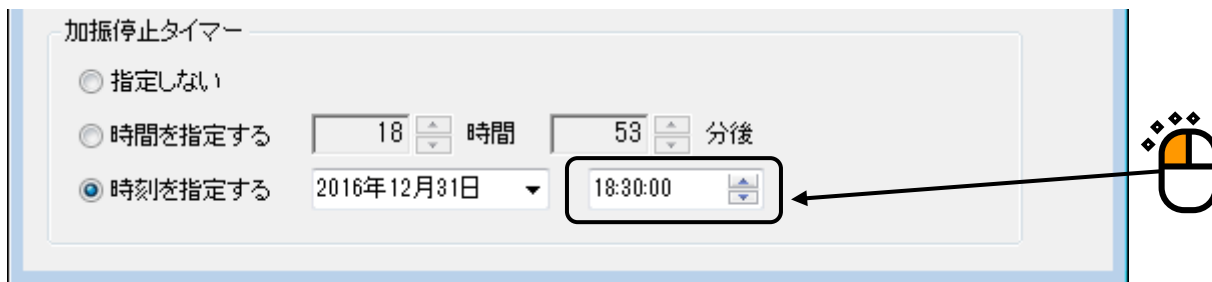 加振停止タイマー
指定しない
時間を指定する 18 時間 53 分後
時刻を指定する 2016年12月31日 18:30:00